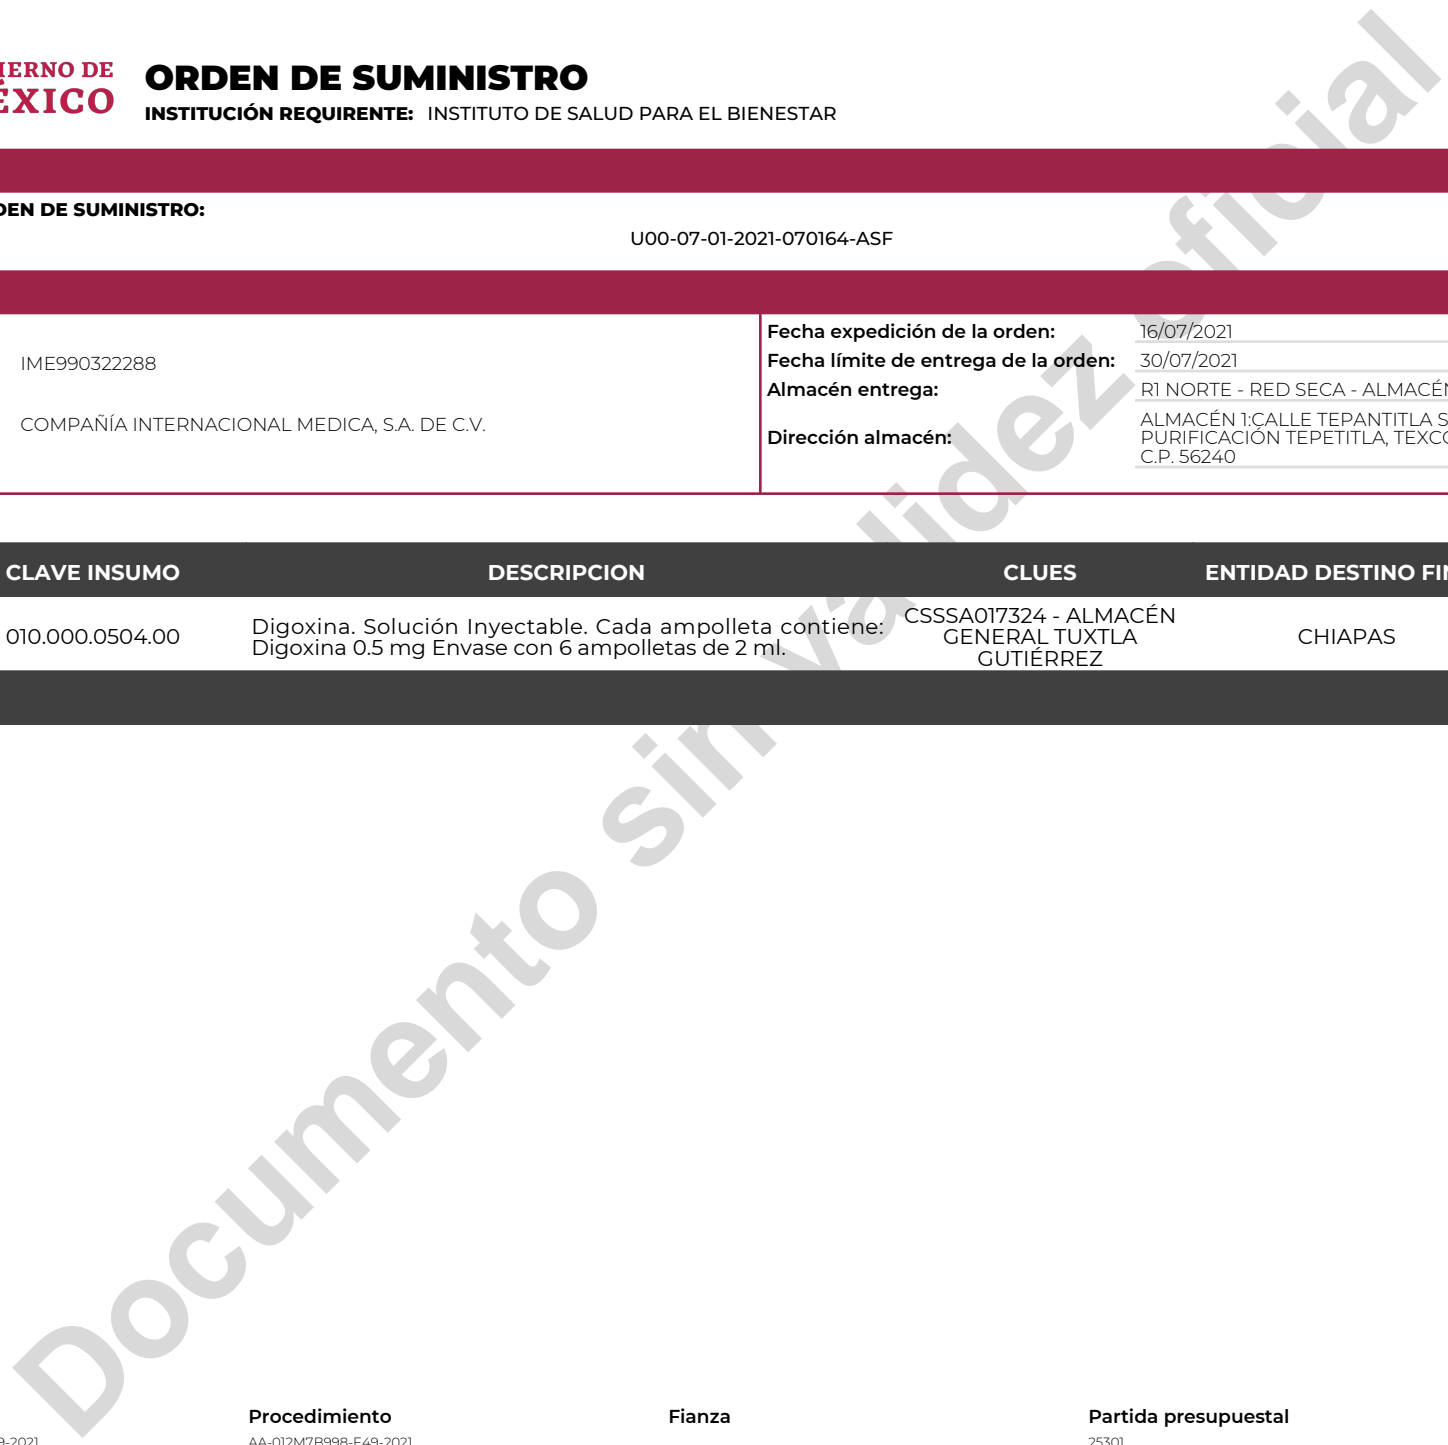 IERNO DE
ÉXICO
ORDEN DE SUMINISTRO
INSTITUCIÓN REQUIRENTE: INSTITUTO DE SALUD PARA EL BIENESTAR
DEN DE SUMINISTRO:
U00-07-01-2021-070164-ASF
IME990322288
COMPAÑÍA INTERNACIONAL MEDICA, S.A. DE C.V.
Fecha expedición de la orden: 16/07/2021
Fecha límite de entrega de la orden: 30/07/2021
Almacén entrega: R1 NORTE - RED SECA - ALMACÉN
Dirección almacén:
ALMACÉN 1:CALLE TEPANTITLA S
PURIFICACIÓN TEPETITLA, TEXCO
C.P. 56240
CLAVE INSUMO DESCRIPCION CLUES ENTIDAD DESTINO FIN
010.000.0504.00
Digoxina. Solución Inyectable. Cada ampolleta contiene:
Digoxina 0.5 mg Envase con 6 ampolletas de 2 ml.
CSSSA017324 - ALMACÉN
GENERAL TUXTLA
GUTIÉRREZ
CHIAPAS
Documento sin validez oficial
Procedimiento Fianza Partida presupuestal
9-2021 AA-012M7B998-E49-2021 25301